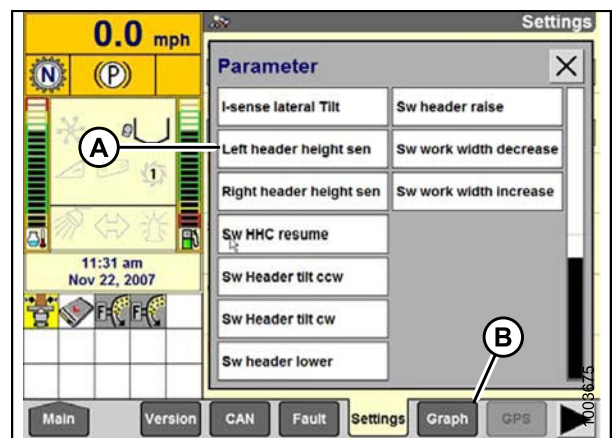 0.0 mph
Settings
N (P)
Parameter
I-sense lateral Tilt
Sw header raise
A
Left header height sen
Sw work width decrease
1
Right header height sen
Sw work width increase
Sw HHC resume
11:31 am
Nov 22, 2007
Sw Header tilt ccw
F F
Sw Header tilt cw
B
Sw header lower
1003675
Main
Version
CAN
Fault
Settings
Graph
GPS